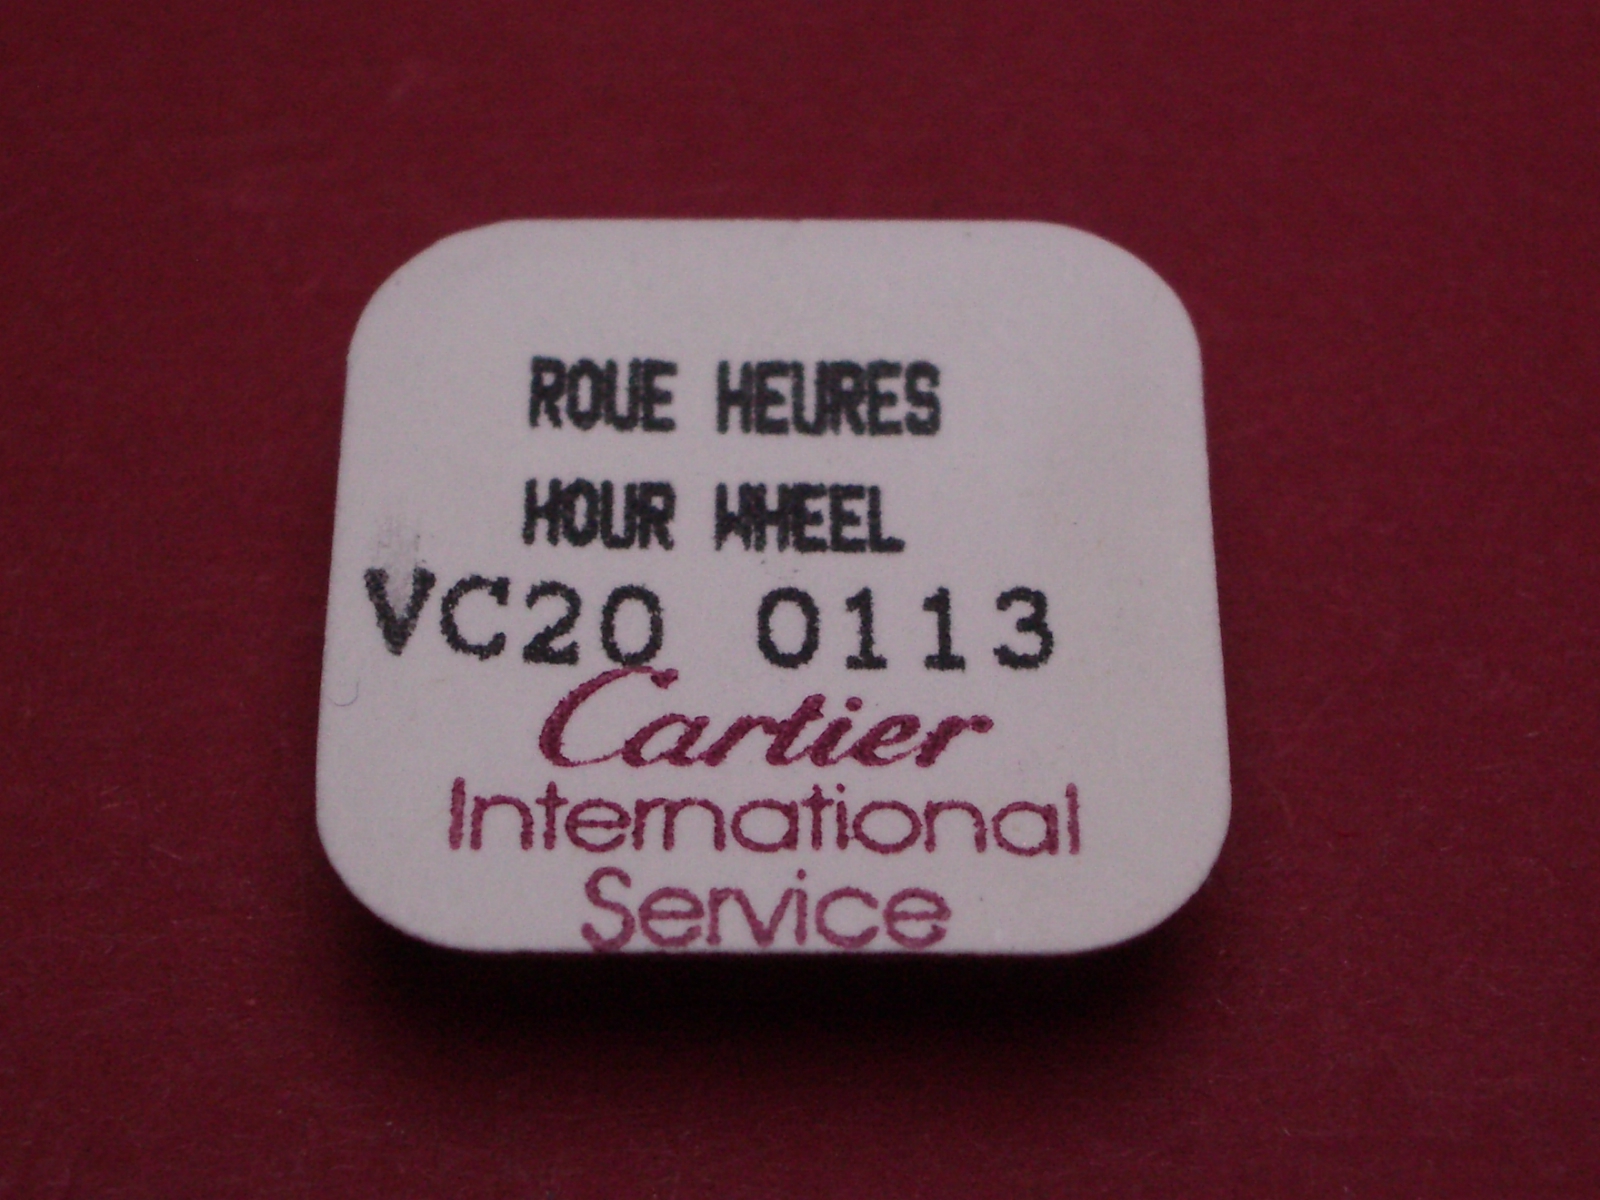 ROUE HEURES
HOUR WHEEL
VC20 0113
Cartier
International
Service